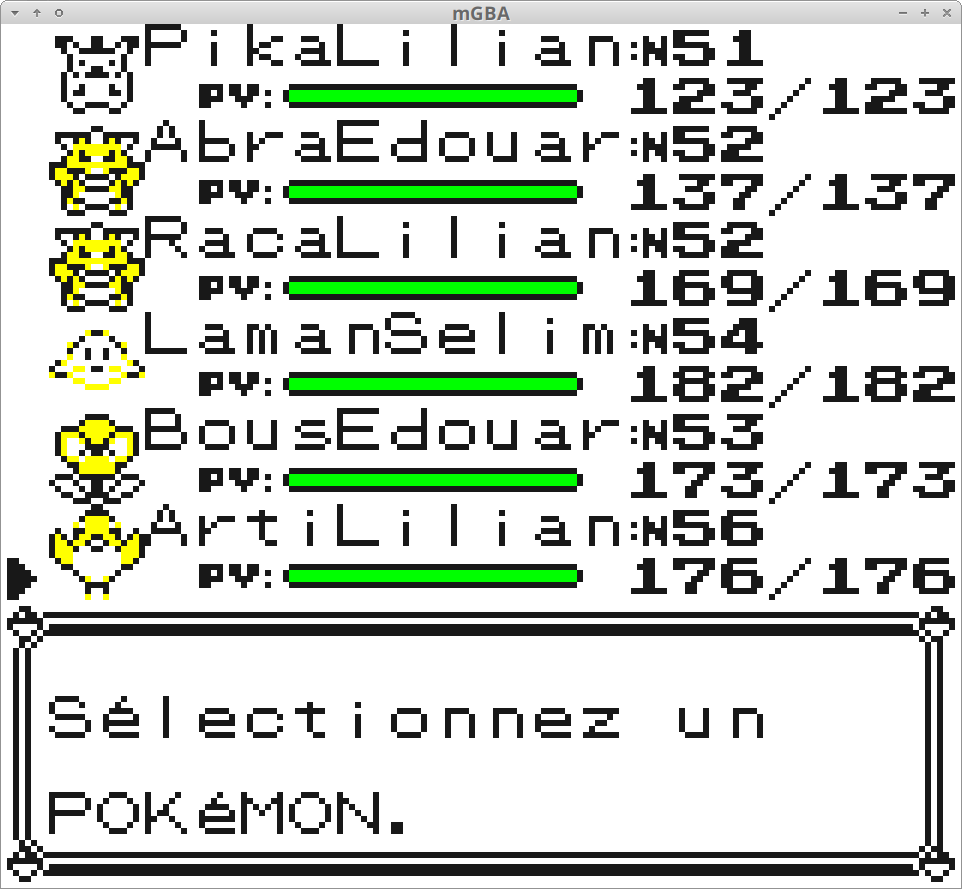 mGBA
PikaLilian:N51
PV: 123/123
AbraEdouar:N52
PV: 137/137
RacaLilian:N52
PV: 169/169
LamanSelim:N54
PV: 182/182
BousEdouar:N53
PV: 173/173
ArtiLilian:N56
PV: 176/176
Sélectionnez un
POKéMON.